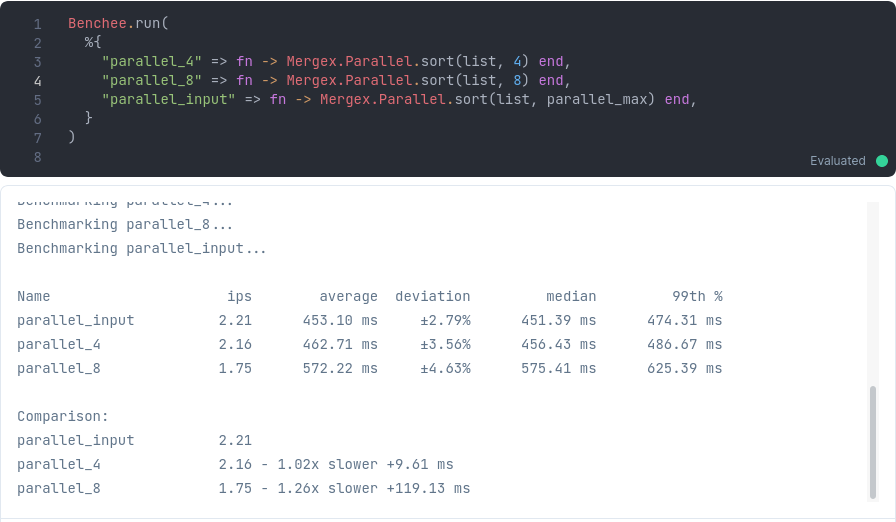 1 Benchee.run(
2   %{
3     "parallel_4" => fn -> Mergex.Parallel.sort(list, 4) end,
4     "parallel_8" => fn -> Mergex.Parallel.sort(list, 8) end,
5     "parallel_input" => fn -> Mergex.Parallel.sort(list, parallel_max) end,
6   }
7 )
8
Evaluated
Benchmarking parallel_4...
Benchmarking parallel_8...
Benchmarking parallel_input...
Name                     ips        average  deviation         median         99th %
parallel_input          2.21      453.10 ms     ±2.79%      451.39 ms      474.31 ms
parallel_4              2.16      462.71 ms     ±3.56%      456.43 ms      486.67 ms
parallel_8              1.75      572.22 ms     ±4.63%      575.41 ms      625.39 ms
Comparison:
parallel_input          2.21
parallel_4              2.16 - 1.02x slower +9.61 ms
parallel_8              1.75 - 1.26x slower +119.13 ms